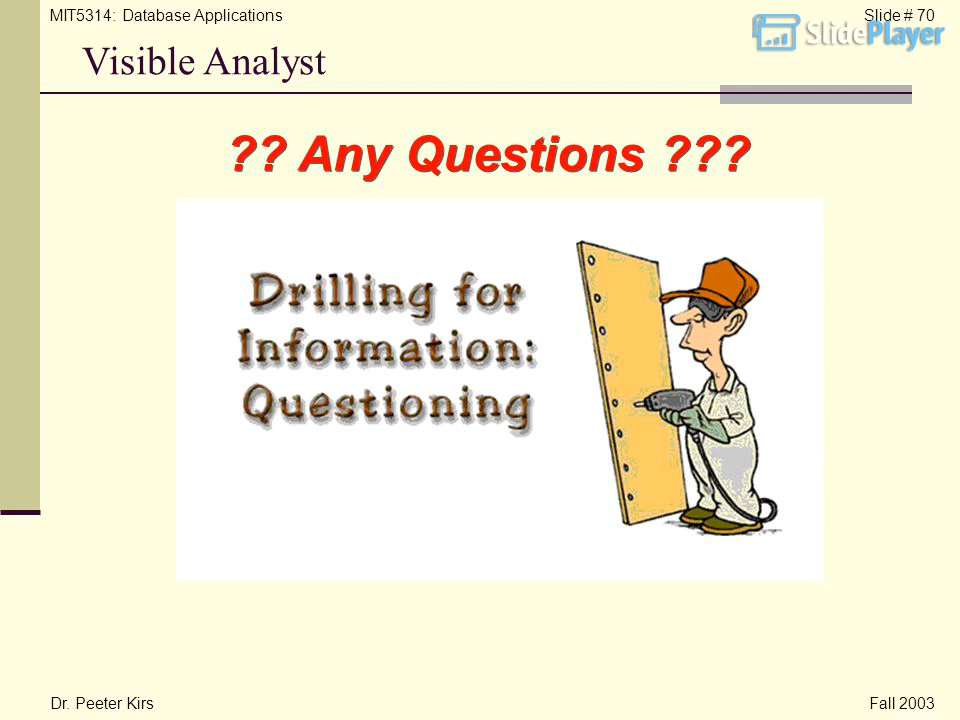 MIT5314: Database Applications
Slide # 70
SlidePlayer
Visible Analyst
?? Any Questions ???
Drilling for
Information:
Questioning
Dr. Peeter Kirs
Fall 2003